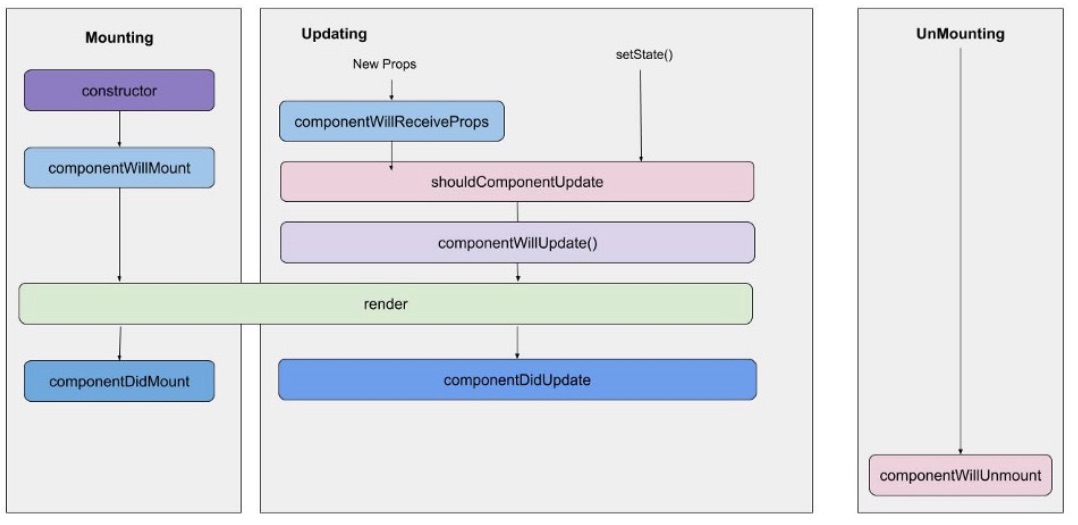 Mounting
constructor
componentWillMount
Updating
New Props
setState()
componentWillReceiveProps
shouldComponentUpdate
componentWillUpdate()
render
componentDidMount
componentDidUpdate
UnMounting
componentWillUnmount